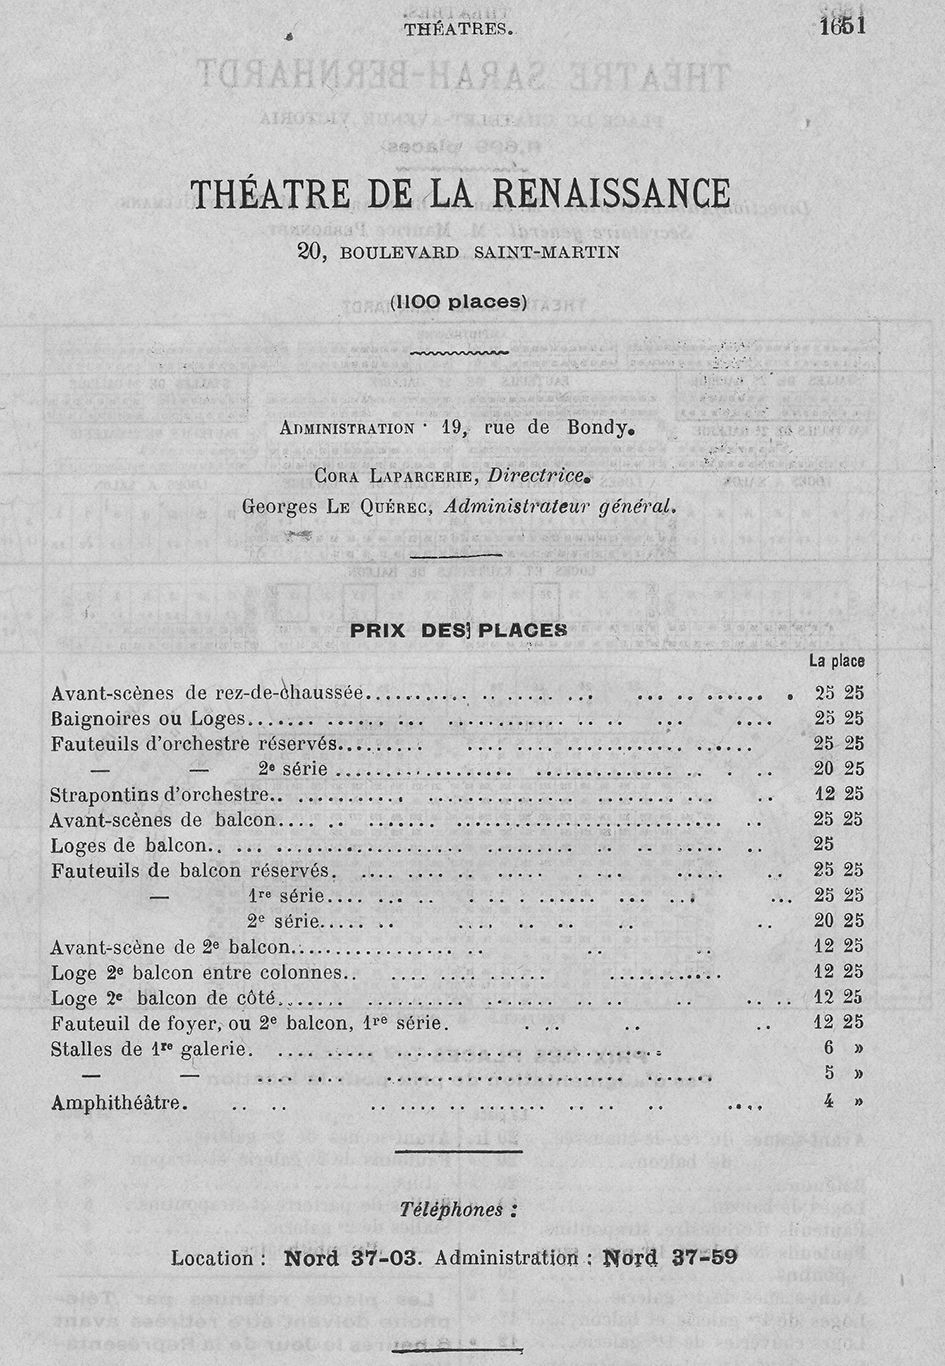 THÉATRES.
1651
THÉATRE DE LA RENAISSANCE
20, BOULEVARD SAINT-MARTIN
(1100 places)
ADMINISTRATION : 19, rue de Bondy.
CORA LAPARCERIE, Directrice.
Georges LE QUÉREC, Administrateur général.
PRIX DES PLACES
La place
Avant-scènes de rez-de-chaussée 25 25
Baignoires ou Loges 25 25
Fauteuils d'orchestre réservés 25 25
— — 2e série 20 25
Strapontins d'orchestre 12 25
Avant-scènes de balcon 25 25
Loges de balcon 25
Fauteuils de balcon réservés 25 25
— 1re série 25 25
2e série 20 25
Avant-scène de 2e balcon 12 25
Loge 2e balcon entre colonnes 12 25
Loge 2e balcon de côté 12 25
Fauteuil de foyer, ou 2e balcon, 1re série 12 25
Stalles de 1re galerie 6 »
— — 5 »
Amphithéâtre 4 »
Téléphones :
Location : Nord 37-03. Administration : Nord 37-59